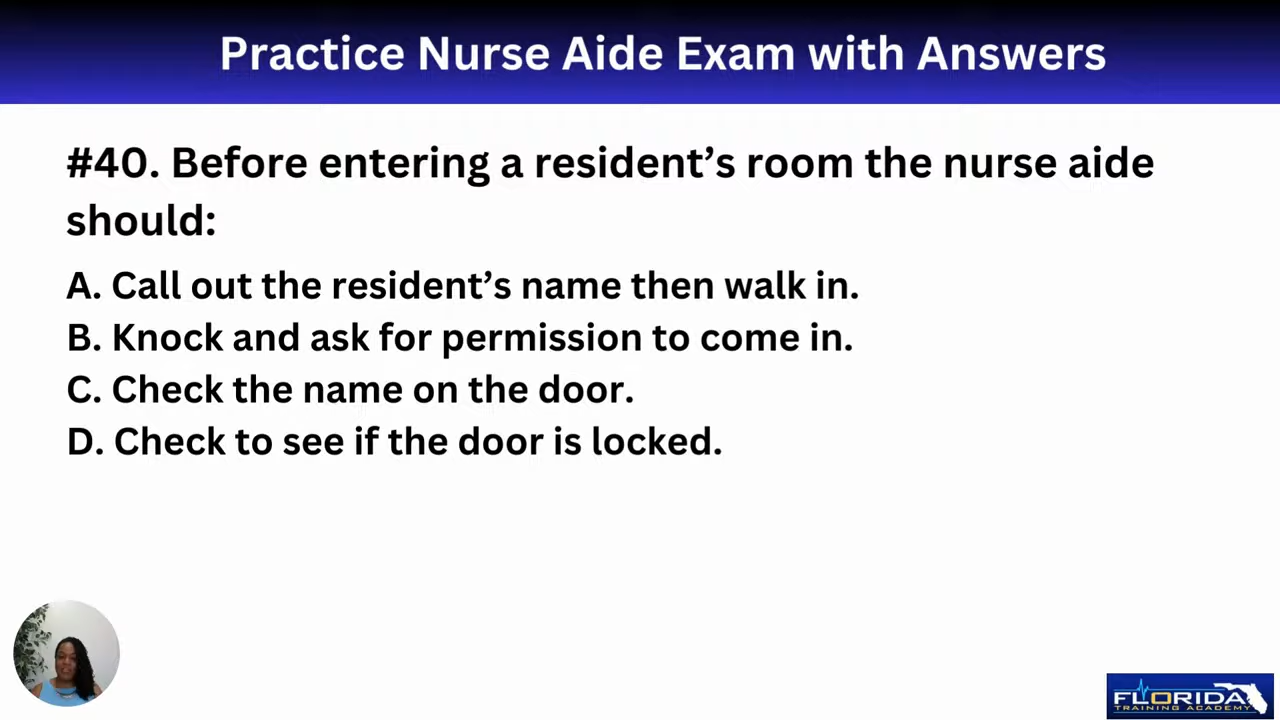 Practice Nurse Aide Exam with Answers
#40. Before entering a resident’s room the nurse aide
should:
A. Call out the resident’s name then walk in.
B. Knock and ask for permission to come in.
C. Check the name on the door.
D. Check to see if the door is locked.
FLORIDA
TRAINING ACADEMY